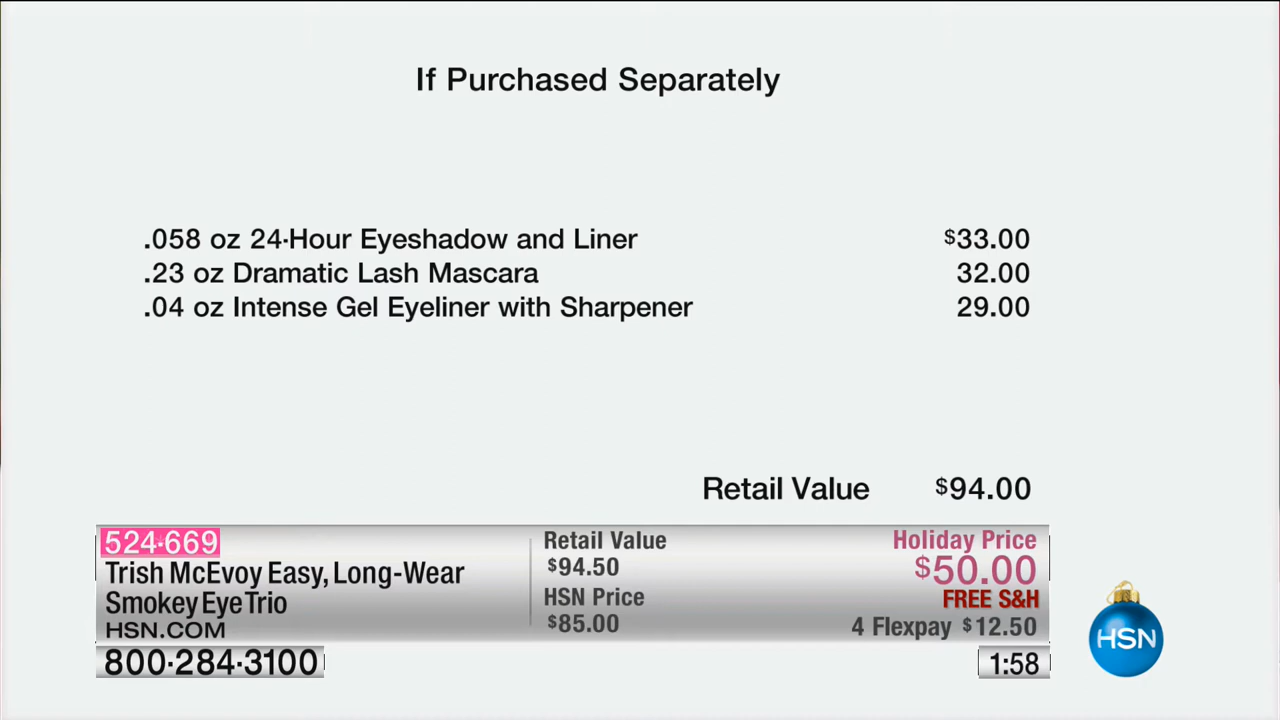 If Purchased Separately
.058 oz 24·Hour Eyeshadow and Liner $33.00
.23 oz Dramatic Lash Mascara 32.00
.04 oz Intense Gel Eyeliner with Sharpener 29.00
Retail Value $94.00
524·669
Trish McEvoy Easy, Long-Wear
Smokey Eye Trio
HSN.COM
800·284·3100
Retail Value
$94.50
HSN Price
$85.00
Holiday Price
$50.00
FREE S&H
4 Flexpay $12.50
1:58
HSN